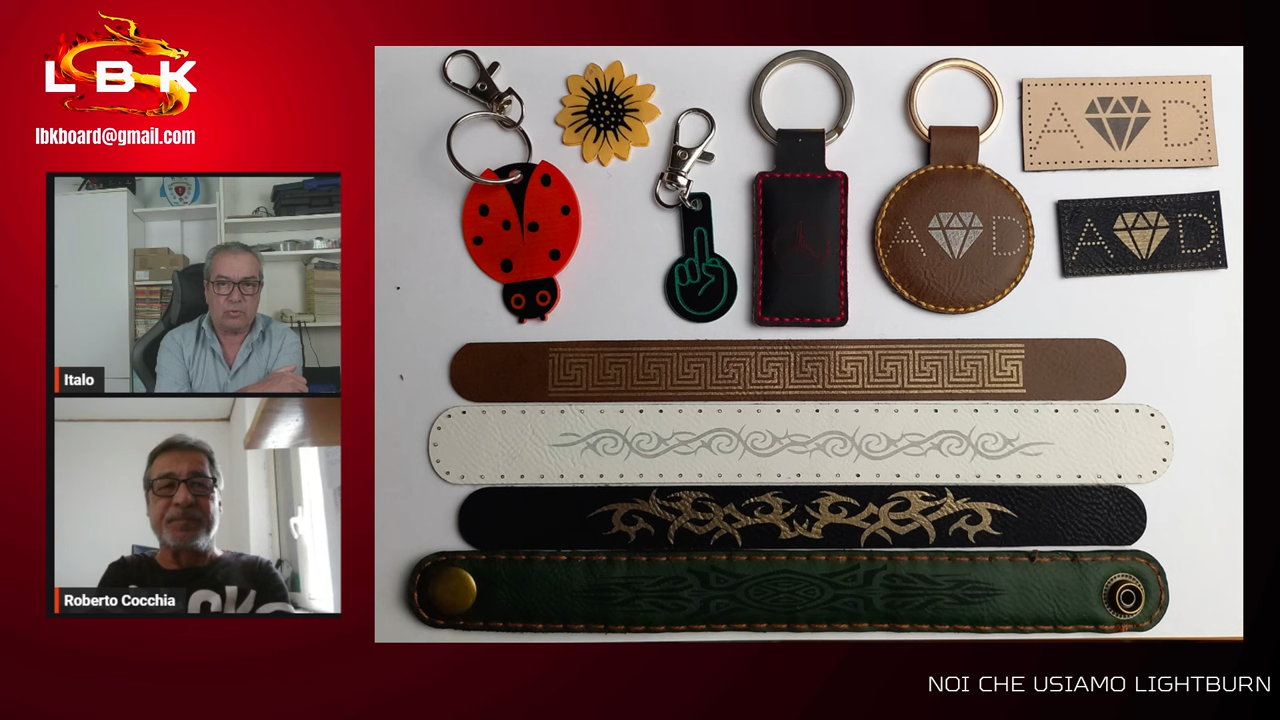 LBK
lbkboard@gmail.com
Italo
Roberto Cocchia
A D
A D
A D
NOI CHE USIAMO LIGHTBURN